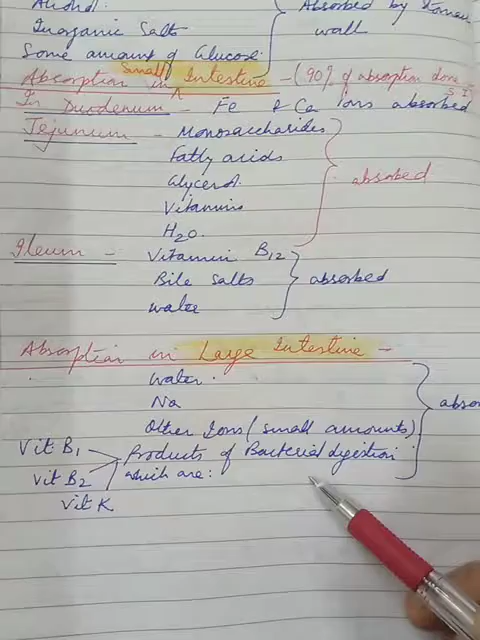 Alcohol.
Absorbed by stomach
Inorganic Salts
wall
Some amount of Glucose.
Absorption in Small Intestine - (90% of absorption done - S.I)
In Duodenum - Fe & Ca Ions absorbed
Jejunum - Monosaccharides
Fatty acids
Glycerol.
absorbed
Vitamins
H2O.
Ileum - Vitamin B12
Bile Salts
absorbed
water
Absorption in Large Intestine -
water.
Na
Other Ions (small amounts)
Vit B1
Products of Bacterial digestion
Vit B2
which are:
Vit K